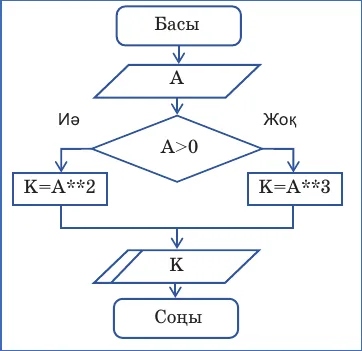 Басы
A
Иә
Жоқ
A>0
K=A**2
K=A**3
K
Соңы